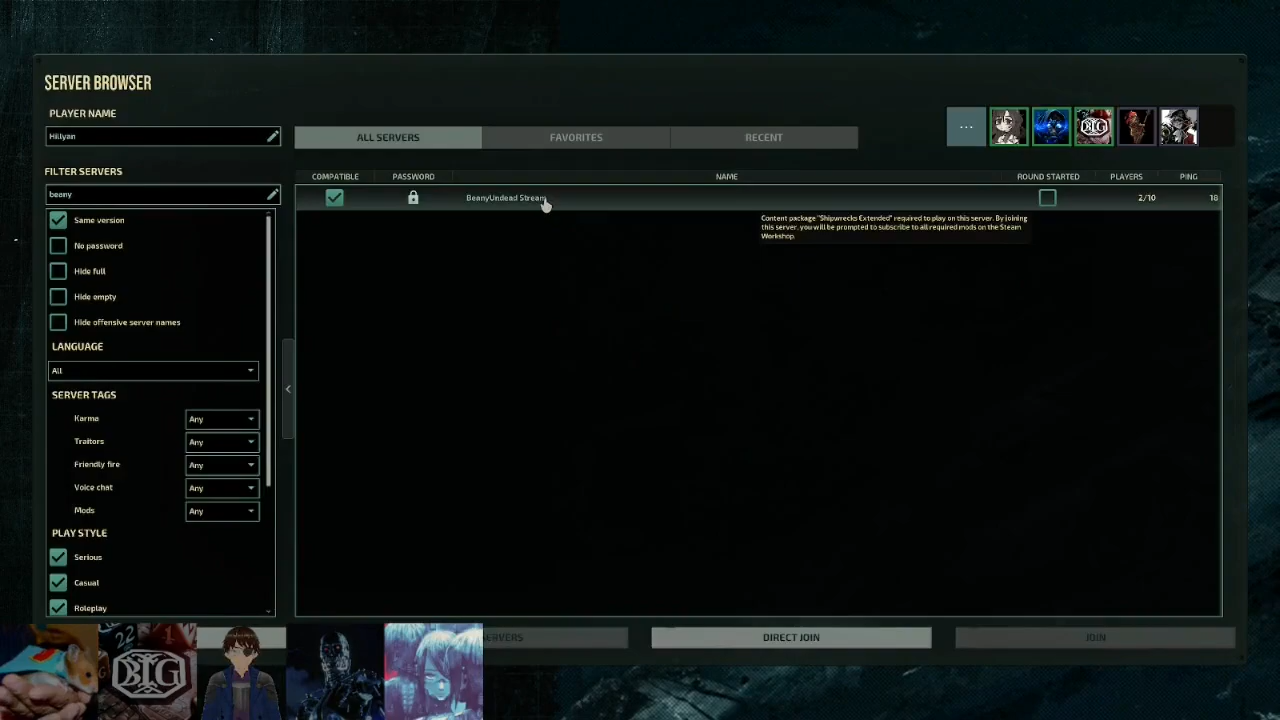 SERVER BROWSER
PLAYER NAME
Hillyan
ALL SERVERS
FAVORITES
RECENT
...
BLG
FILTER SERVERS
beany
COMPATIBLE
PASSWORD
NAME
ROUND STARTED
PLAYERS
PING
BeanyUndead Stream
2/10
18
Content package "Shipwrecks Extended" required to play on this server. By joining
this server, you will be prompted to subscribe to all required mods on the Steam
Workshop.
Same version
No password
Hide full
Hide empty
Hide offensive server names
LANGUAGE
All
SERVER TAGS
Karma
Any
Traitors
Any
Friendly fire
Any
Voice chat
Any
Mods
Any
PLAY STYLE
Serious
Casual
Roleplay
DIRECT JOIN
JOIN
22
BLG